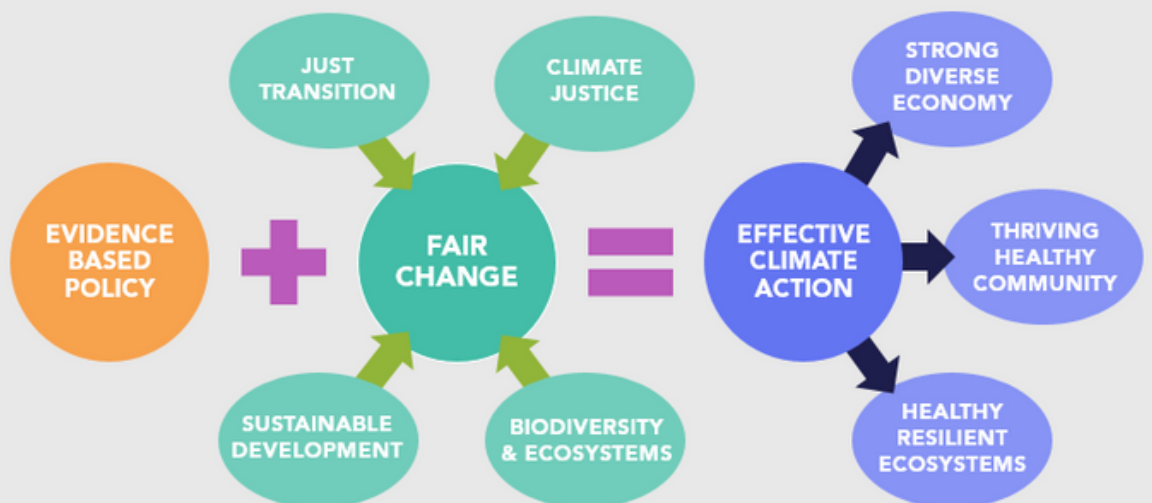 JUST
TRANSITION
CLIMATE
JUSTICE
STRONG
DIVERSE
ECONOMY
EVIDENCE
BASED
POLICY
FAIR
CHANGE
EFFECTIVE
CLIMATE
ACTION
THRIVING
HEALTHY
COMMUNITY
SUSTAINABLE
DEVELOPMENT
BIODIVERSITY
& ECOSYSTEMS
HEALTHY
RESILIENT
ECOSYSTEMS